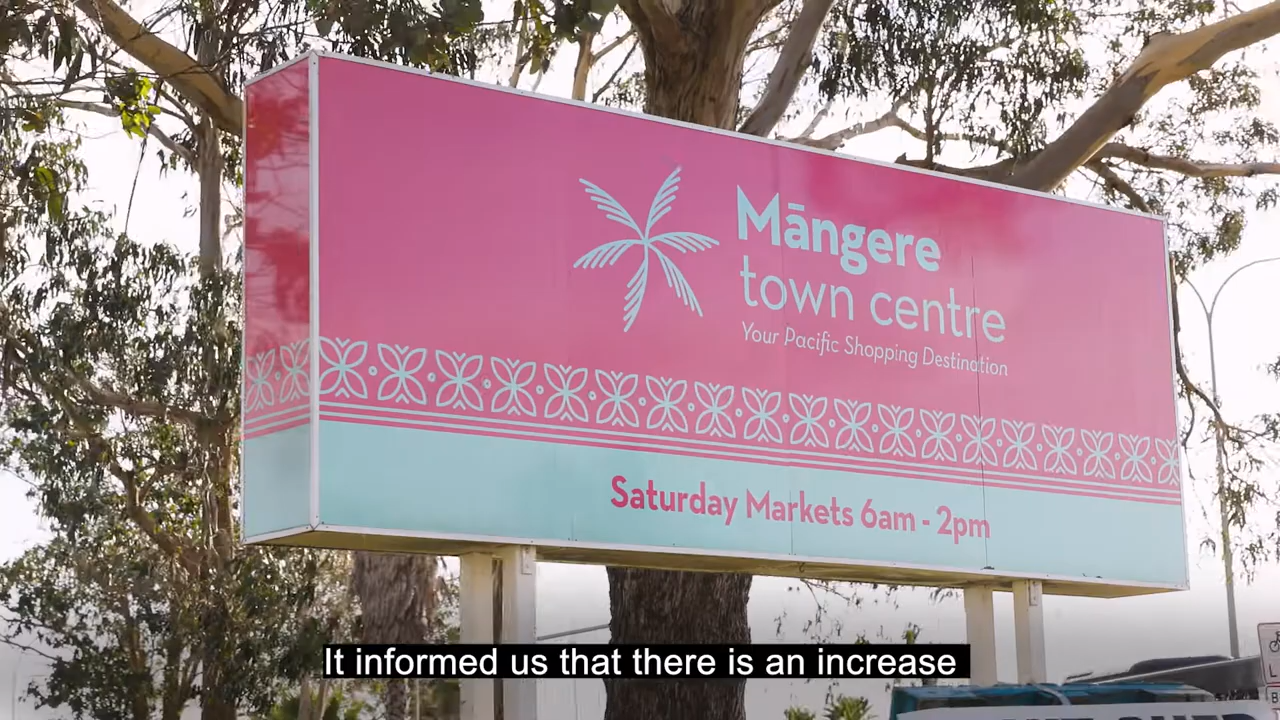 Māngere
town centre
Your Pacific Shopping Destination
Saturday Markets 6am - 2pm
It informed us that there is an increase